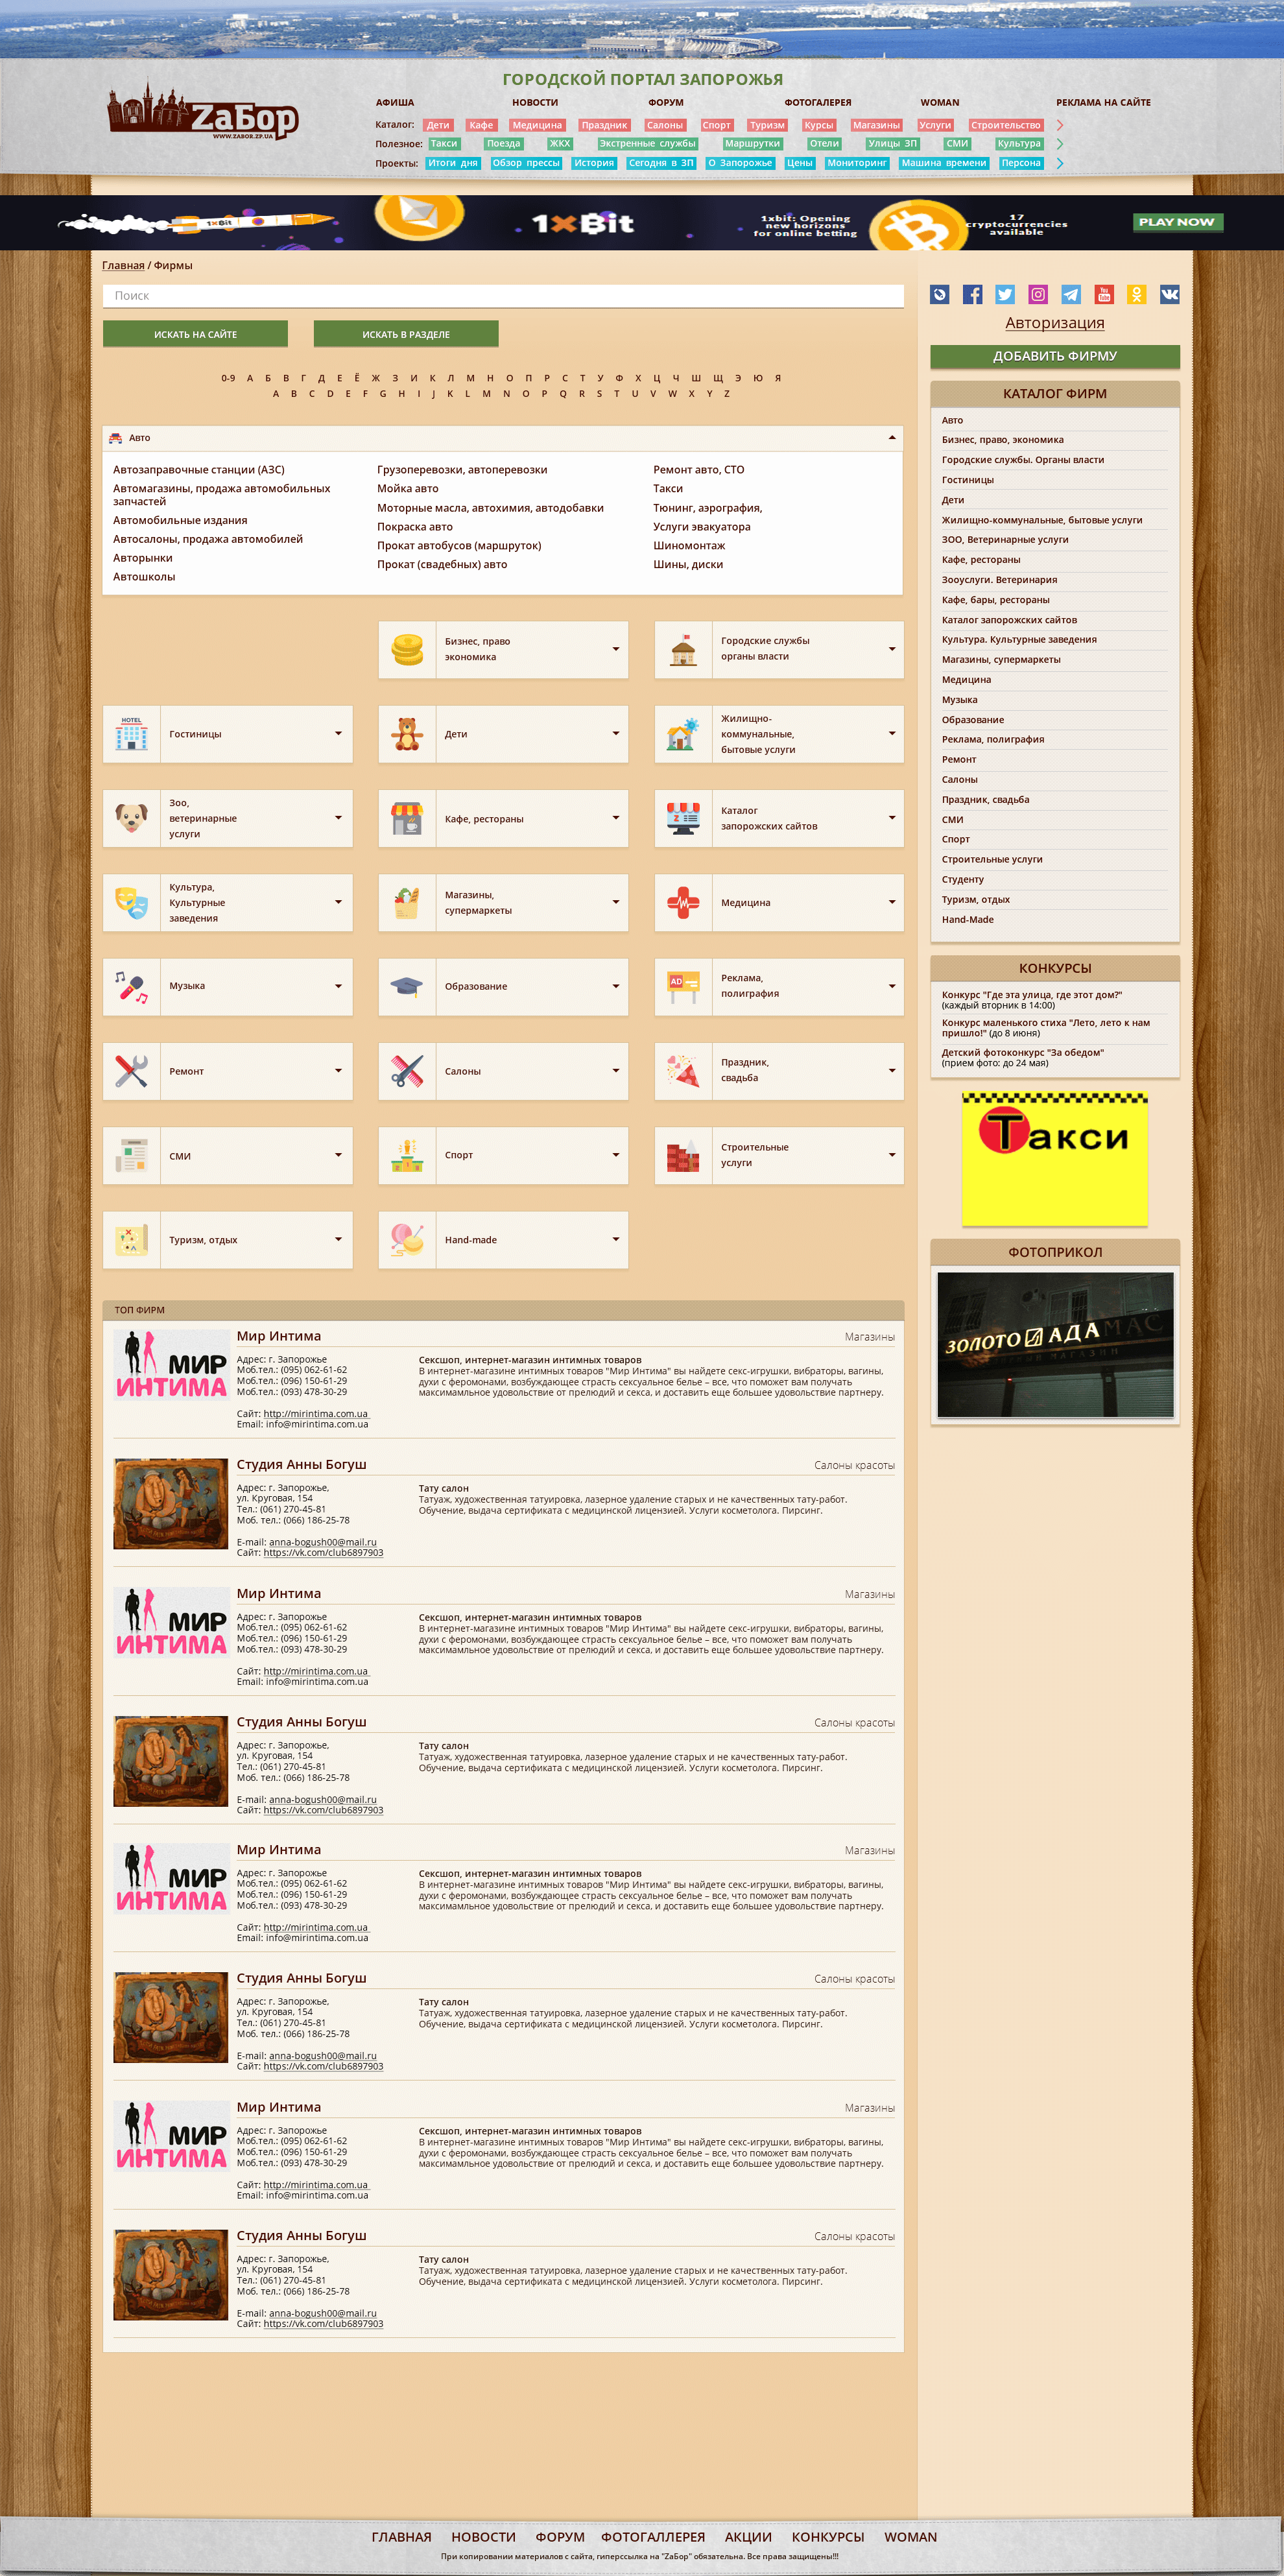 ГОРОДСКОЙ ПОРТАЛ ЗАПОРОЖЬЯ
ZаБор
WWW.ZABOR.ZP.UA
АФИША НОВОСТИ ФОРУМ ФОТОГАЛЕРЕЯ WOMAN РЕКЛАМА НА САЙТЕ
Каталог: Дети Кафе Медицина Праздник Салоны Спорт Туризм Курсы Магазины Услуги Строительство
Полезное: Такси Поезда ЖКХ Экстренные службы Маршрутки Отели Улицы ЗП СМИ Культура
Проекты: Итоги дня Обзор прессы История Сегодня в ЗП О Запорожье Цены Мониторинг Машина времени Персона
1xBit
1xBit
1xbit: Opening
new horizons
for online betting
17
cryptocurrencies
available
PLAY NOW
Главная / Фирмы
Поиск
ИСКАТЬ НА САЙТЕ ИСКАТЬ В РАЗДЕЛЕ
0-9 А Б В Г Д Е Ё Ж З И К Л М Н О П Р С Т У Ф Х Ц Ч Ш Щ Э Ю Я
A B C D E F G H I J K L M N O P Q R S T U V W X Y Z
Авто
Автозаправочные станции (АЗС)
Автомагазины, продажа автомобильных
запчастей
Автомобильные издания
Автосалоны, продажа автомобилей
Авторынки
Автошколы
Грузоперевозки, автоперевозки
Мойка авто
Моторные масла, автохимия, автодобавки
Покраска авто
Прокат автобусов (маршруток)
Прокат (свадебных) авто
Ремонт авто, СТО
Такси
Тюнинг, аэрография,
Услуги эвакуатора
Шиномонтаж
Шины, диски
Бизнес, право
экономика
Городские службы
органы власти
HOTEL
Гостиницы
Дети
Жилищно-
коммунальные,
бытовые услуги
Зоо,
ветеринарные
услуги
Кафе, рестораны
Каталог
запорожских сайтов
Культура,
Культурные
заведения
Магазины,
супермаркеты
Медицина
Музыка
Образование
AD
Реклама,
полиграфия
Ремонт
Салоны
Праздник,
свадьба
СМИ
Спорт
Строительные
услуги
Туризм, отдых
Hand-made
ТОП ФИРМ
МИР
ИНТИМА
Мир Интима
Магазины
Адрес: г. Запорожье
Моб.тел.: (095) 062-61-62
Моб.тел.: (096) 150-61-29
Моб.тел.: (093) 478-30-29
Сайт: http://mirintima.com.ua
Email: info@mirintima.com.ua
Сексшоп, интернет-магазин интимных товаров
В интернет-магазине интимных товаров "Мир Интима" вы найдете секс-игрушки, вибраторы, вагины,
духи с феромонами, возбуждающее страсть сексуальное белье – все, что поможет вам получать
максимамльное удовольствие от прелюдий и секса, и доставить еще большее удовольствие партнеру.
Студия Анны Богуш
Салоны красоты
Адрес: г. Запорожье,
ул. Круговая, 154
Тел.: (061) 270-45-81
Моб. тел.: (066) 186-25-78
E-mail: anna-bogush00@mail.ru
Сайт: https://vk.com/club6897903
Тату салон
Татуаж, художественная татуировка, лазерное удаление старых и не качественных тату-работ.
Обучение, выдача сертификата с медицинской лицензией. Услуги косметолога. Пирсинг.
МИР
ИНТИМА
Мир Интима
Магазины
Адрес: г. Запорожье
Моб.тел.: (095) 062-61-62
Моб.тел.: (096) 150-61-29
Моб.тел.: (093) 478-30-29
Сайт: http://mirintima.com.ua
Email: info@mirintima.com.ua
Сексшоп, интернет-магазин интимных товаров
В интернет-магазине интимных товаров "Мир Интима" вы найдете секс-игрушки, вибраторы, вагины,
духи с феромонами, возбуждающее страсть сексуальное белье – все, что поможет вам получать
максимамльное удовольствие от прелюдий и секса, и доставить еще большее удовольствие партнеру.
Студия Анны Богуш
Салоны красоты
Адрес: г. Запорожье,
ул. Круговая, 154
Тел.: (061) 270-45-81
Моб. тел.: (066) 186-25-78
E-mail: anna-bogush00@mail.ru
Сайт: https://vk.com/club6897903
Тату салон
Татуаж, художественная татуировка, лазерное удаление старых и не качественных тату-работ.
Обучение, выдача сертификата с медицинской лицензией. Услуги косметолога. Пирсинг.
МИР
ИНТИМА
Мир Интима
Магазины
Адрес: г. Запорожье
Моб.тел.: (095) 062-61-62
Моб.тел.: (096) 150-61-29
Моб.тел.: (093) 478-30-29
Сайт: http://mirintima.com.ua
Email: info@mirintima.com.ua
Сексшоп, интернет-магазин интимных товаров
В интернет-магазине интимных товаров "Мир Интима" вы найдете секс-игрушки, вибраторы, вагины,
духи с феромонами, возбуждающее страсть сексуальное белье – все, что поможет вам получать
максимамльное удовольствие от прелюдий и секса, и доставить еще большее удовольствие партнеру.
Студия Анны Богуш
Салоны красоты
Адрес: г. Запорожье,
ул. Круговая, 154
Тел.: (061) 270-45-81
Моб. тел.: (066) 186-25-78
E-mail: anna-bogush00@mail.ru
Сайт: https://vk.com/club6897903
Тату салон
Татуаж, художественная татуировка, лазерное удаление старых и не качественных тату-работ.
Обучение, выдача сертификата с медицинской лицензией. Услуги косметолога. Пирсинг.
МИР
ИНТИМА
Мир Интима
Магазины
Адрес: г. Запорожье
Моб.тел.: (095) 062-61-62
Моб.тел.: (096) 150-61-29
Моб.тел.: (093) 478-30-29
Сайт: http://mirintima.com.ua
Email: info@mirintima.com.ua
Сексшоп, интернет-магазин интимных товаров
В интернет-магазине интимных товаров "Мир Интима" вы найдете секс-игрушки, вибраторы, вагины,
духи с феромонами, возбуждающее страсть сексуальное белье – все, что поможет вам получать
максимамльное удовольствие от прелюдий и секса, и доставить еще большее удовольствие партнеру.
Студия Анны Богуш
Салоны красоты
Адрес: г. Запорожье,
ул. Круговая, 154
Тел.: (061) 270-45-81
Моб. тел.: (066) 186-25-78
E-mail: anna-bogush00@mail.ru
Сайт: https://vk.com/club6897903
Тату салон
Татуаж, художественная татуировка, лазерное удаление старых и не качественных тату-работ.
Обучение, выдача сертификата с медицинской лицензией. Услуги косметолога. Пирсинг.
Авторизация
ДОБАВИТЬ ФИРМУ
КАТАЛОГ ФИРМ
Авто
Бизнес, право, экономика
Городские службы. Органы власти
Гостиницы
Дети
Жилищно-коммунальные, бытовые услуги
ЗОО, Ветеринарные услуги
Кафе, рестораны
Зооуслуги. Ветеринария
Кафе, бары, рестораны
Каталог запорожских сайтов
Культура. Культурные заведения
Магазины, супермаркеты
Медицина
Музыка
Образование
Реклама, полиграфия
Ремонт
Салоны
Праздник, свадьба
СМИ
Спорт
Строительные услуги
Студенту
Туризм, отдых
Hand-Made
КОНКУРСЫ
Конкурс "Где эта улица, где этот дом?"
(каждый вторник в 14:00)
Конкурс маленького стиха "Лето, лето к нам
пришло!" (до 8 июня)
Детский фотоконкурс "За обедом"
(прием фото: до 24 мая)
Такси
ФОТОПРИКОЛ
ЗОЛОТО АДА МАС
МАГАЗИН
ГЛАВНАЯ НОВОСТИ ФОРУМ ФОТОГАЛЛЕРЕЯ АКЦИИ КОНКУРСЫ WOMAN
При копировании материалов с сайта, гиперссылка на "ZаБор" обязательна. Все права защищены!!!